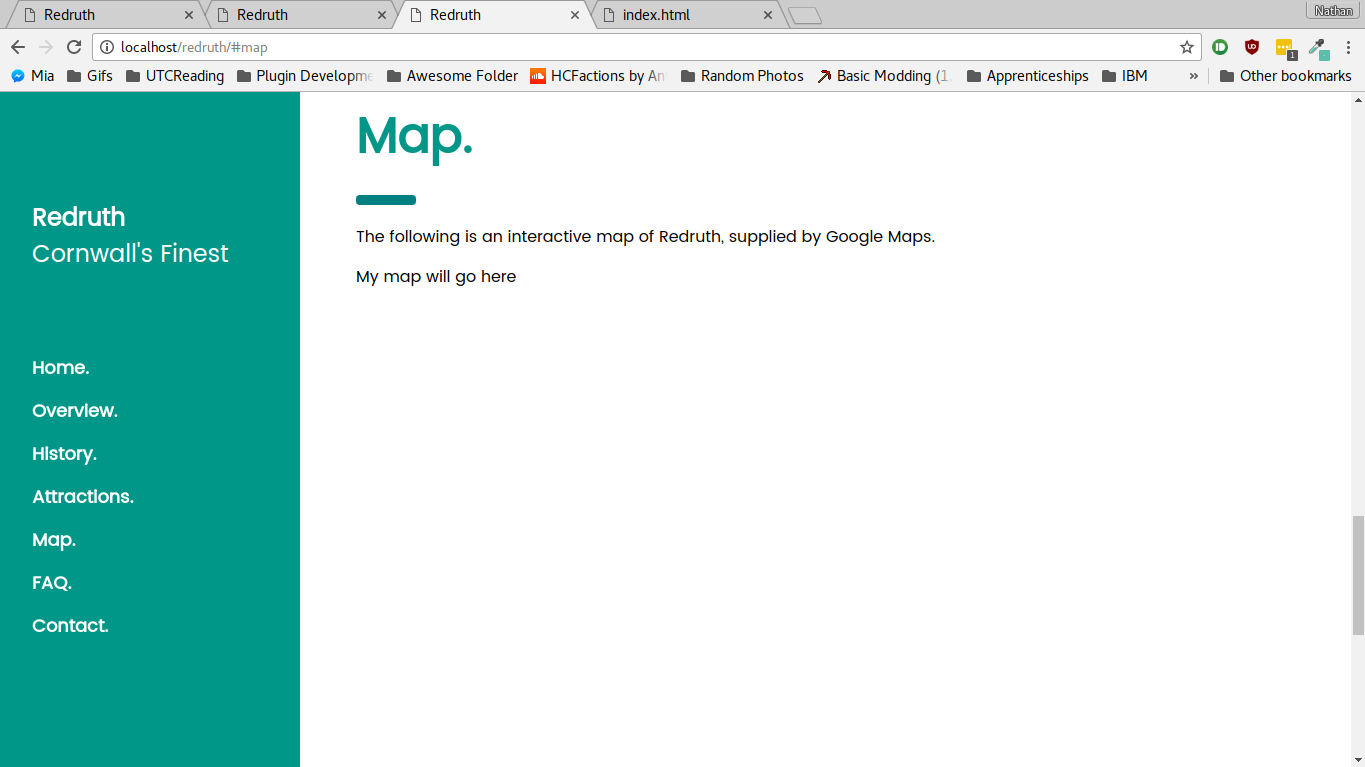 Redruth
Redruth
Redruth
index.html
Nathan
localhost/redruth/#map
1
Mia
Gifs
UTCReading
Plugin Developme
Awesome Folder
HCFactions by An
Random Photos
Basic Modding (1.
Apprenticeships
IBM
»
Other bookmarks
Redruth
Cornwall's Finest
Home.
Overview.
History.
Attractions.
Map.
FAQ.
Contact.
Map.
The following is an interactive map of Redruth, supplied by Google Maps.
My map will go here